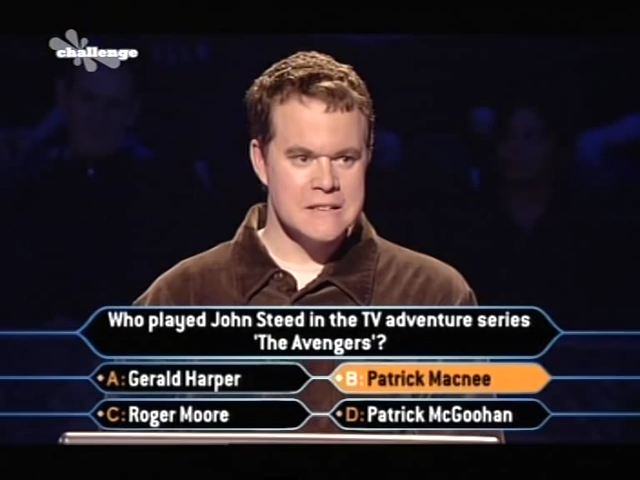 challenge
Who played John Steed in the TV adventure series
'The Avengers'?
A: Gerald Harper
B: Patrick Macnee
C: Roger Moore
D: Patrick McGoohan